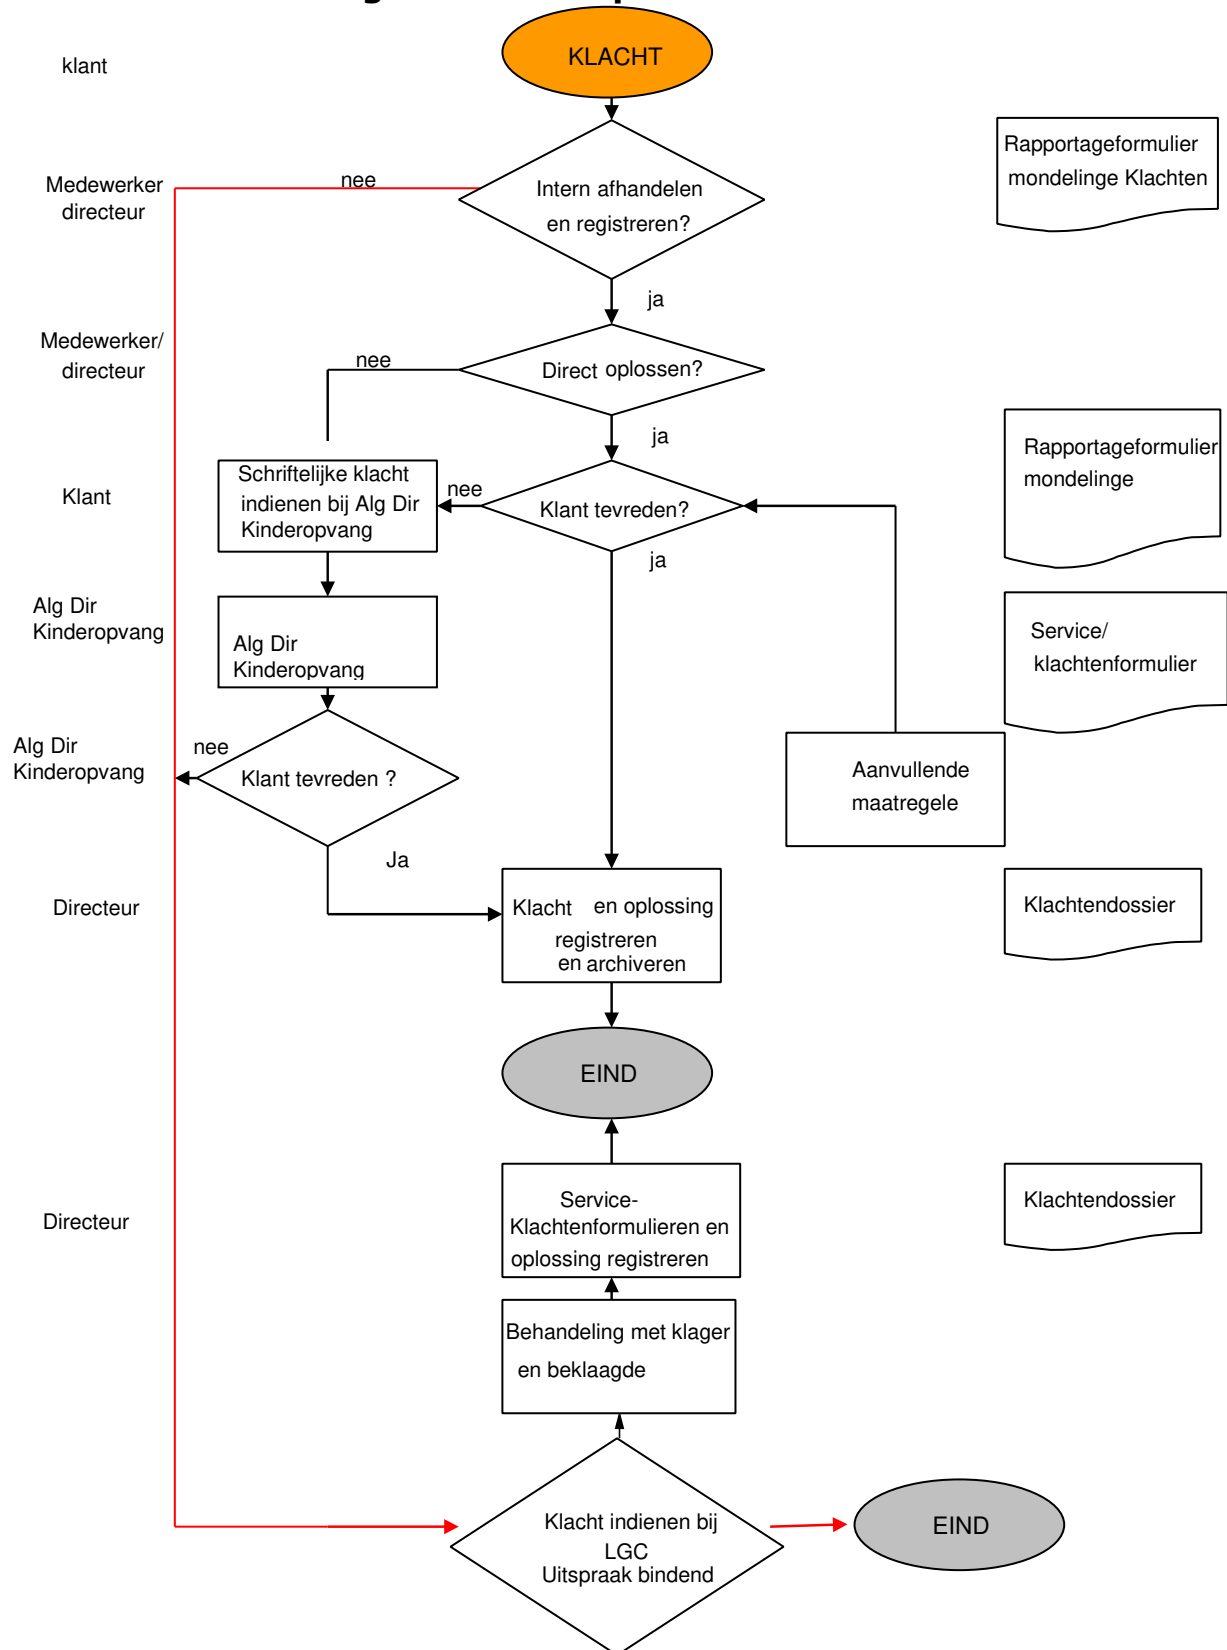 KLACHT
klant
Rapportageformulier
mondelinge Klachten
Medewerker
directeur
nee
Intern afhandelen
en registreren?
ja
Medewerker/
directeur
nee
Direct oplossen?
ja
Rapportageformulier
mondelinge
Klant
Schriftelijke klacht
indienen bij Alg Dir
Kinderopvang
nee
Klant tevreden?
ja
Alg Dir
Kinderopvang
Alg Dir
Kinderopvang
Service/
klachtenformulier
Alg Dir
Kinderopvang
nee
Klant tevreden ?
Aanvullende
maatregele
Ja
Directeur
Klacht en oplossing
registreren
en archiveren
Klachtendossier
EIND
Directeur
Service-
Klachtenformulieren en
oplossing registreren
Klachtendossier
Behandeling met klager
en beklaagde
Klacht indienen bij
LGC
Uitspraak bindend
EIND